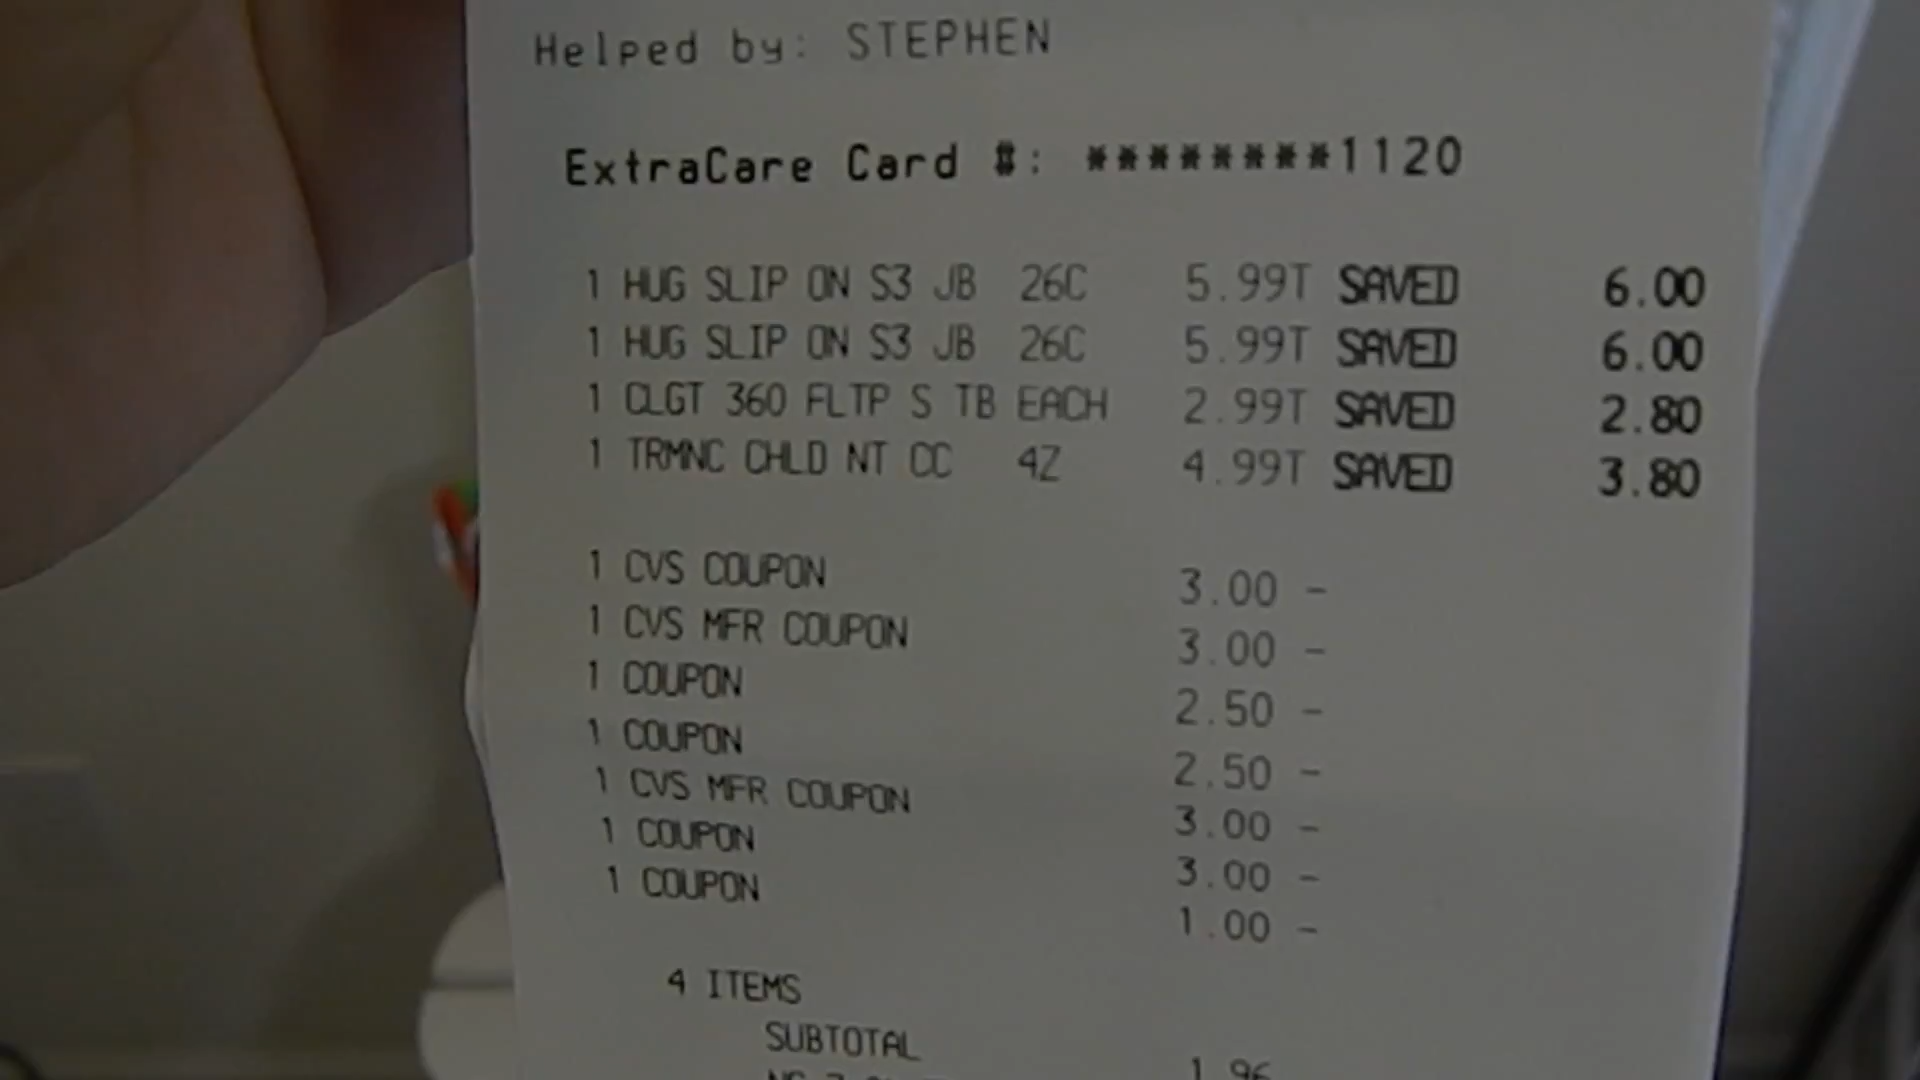 Helped by: STEPHEN
ExtraCare Card #: ********1120
1 HUG SLIP ON S3 JB 26C 5.99T SAVED 6.00
1 HUG SLIP ON S3 JB 26C 5.99T SAVED 6.00
1 CLGT 360 FLTP S TB EACH 2.99T SAVED 2.80
1 TRMNC CHLD NT CC 4Z 4.99T SAVED 3.80
1 CVS COUPON 3.00 -
1 CVS MFR COUPON 3.00 -
1 COUPON 2.50 -
1 COUPON 2.50 -
1 CVS MFR COUPON 3.00 -
1 COUPON 3.00 -
1 COUPON 1.00 -
4 ITEMS
SUBTOTAL 1.96